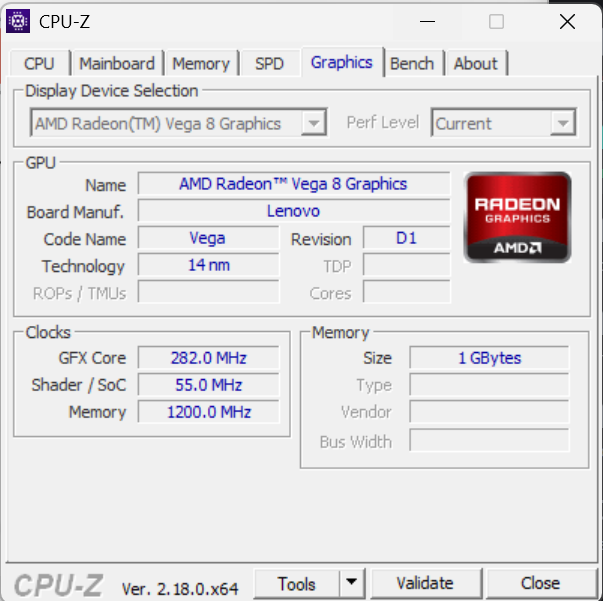 CPU-Z
CPU Mainboard Memory SPD Graphics Bench About
Display Device Selection
AMD Radeon(TM) Vega 8 Graphics Perf Level Current
GPU
Name AMD Radeon™ Vega 8 Graphics
Board Manuf. Lenovo
Code Name Vega Revision D1
Technology 14 nm TDP
ROPs / TMUs Cores
RADEON
GRAPHICS
AMD
Clocks
GFX Core 282.0 MHz
Shader / SoC 55.0 MHz
Memory 1200.0 MHz
Memory
Size 1 GBytes
Type
Vendor
Bus Width
CPU-Z Ver. 2.18.0.x64 Tools Validate Close